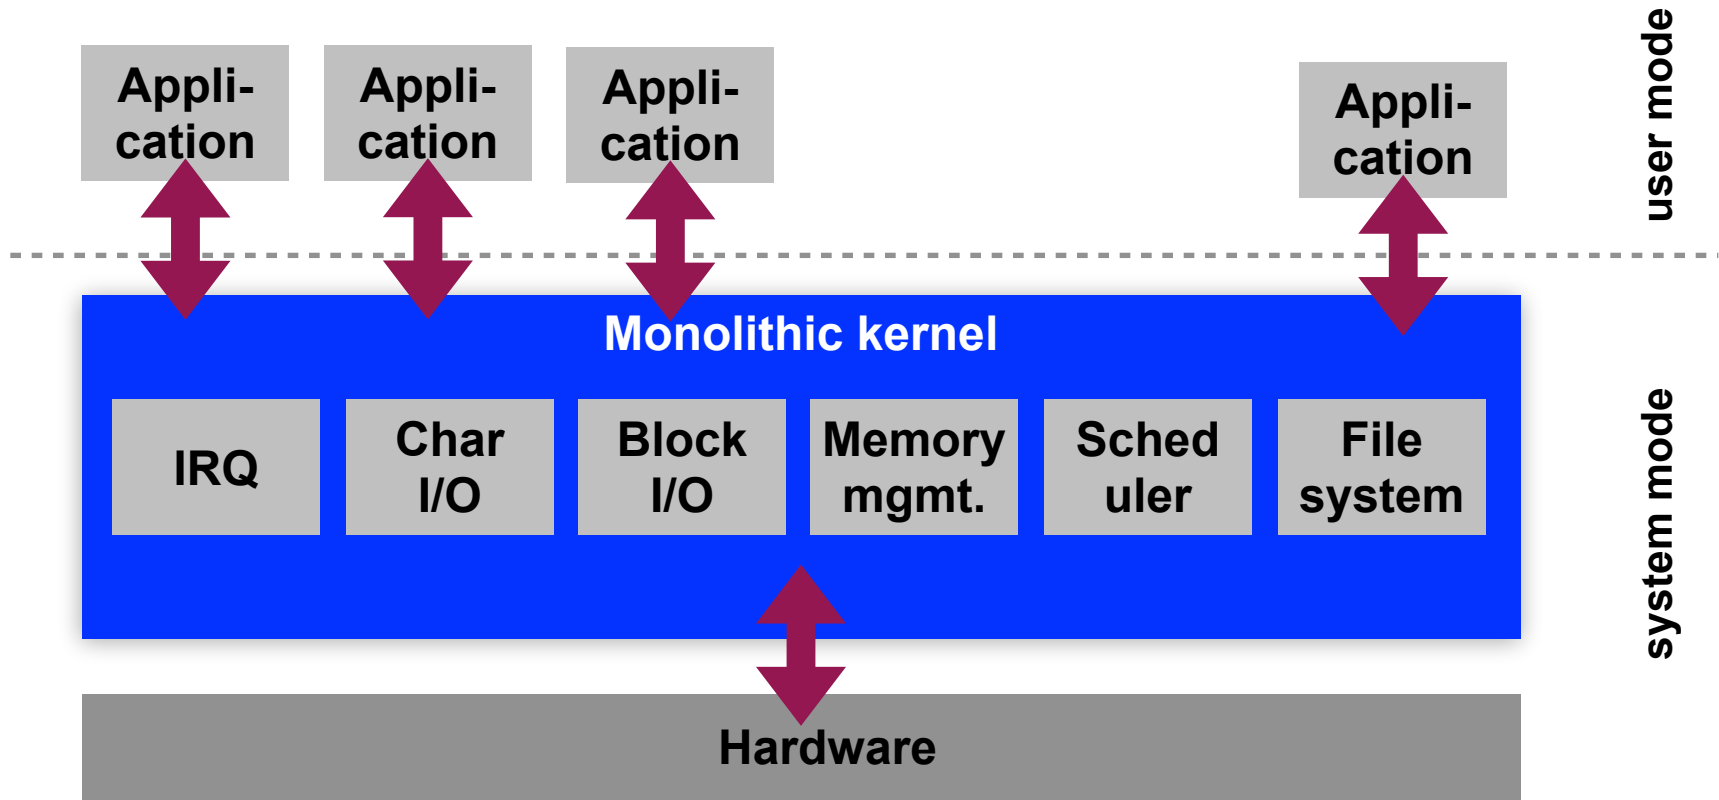 Appli-
cation
Appli-
cation
Appli-
cation
Appli-
cation
user mode
Monolithic kernel
IRQ
Char
I/O
Block
I/O
Memory
mgmt.
Sched
uler
File
system
system mode
Hardware